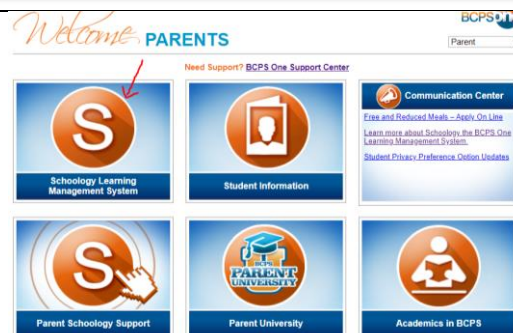 Welcome PARENTS
BCPS One
Parent
Need Support? BCPS One Support Center
S
Schoology Learning
Management System
Student Information
Communication Center
Free and Reduced Meals – Apply On Line
Learn more about Schoology the BCPS One
Learning Management System.
Student Privacy Preference Option Updates
S
Parent Schoology Support
BCPS
PARENT
UNIVERSITY
Parent University
Academics in BCPS